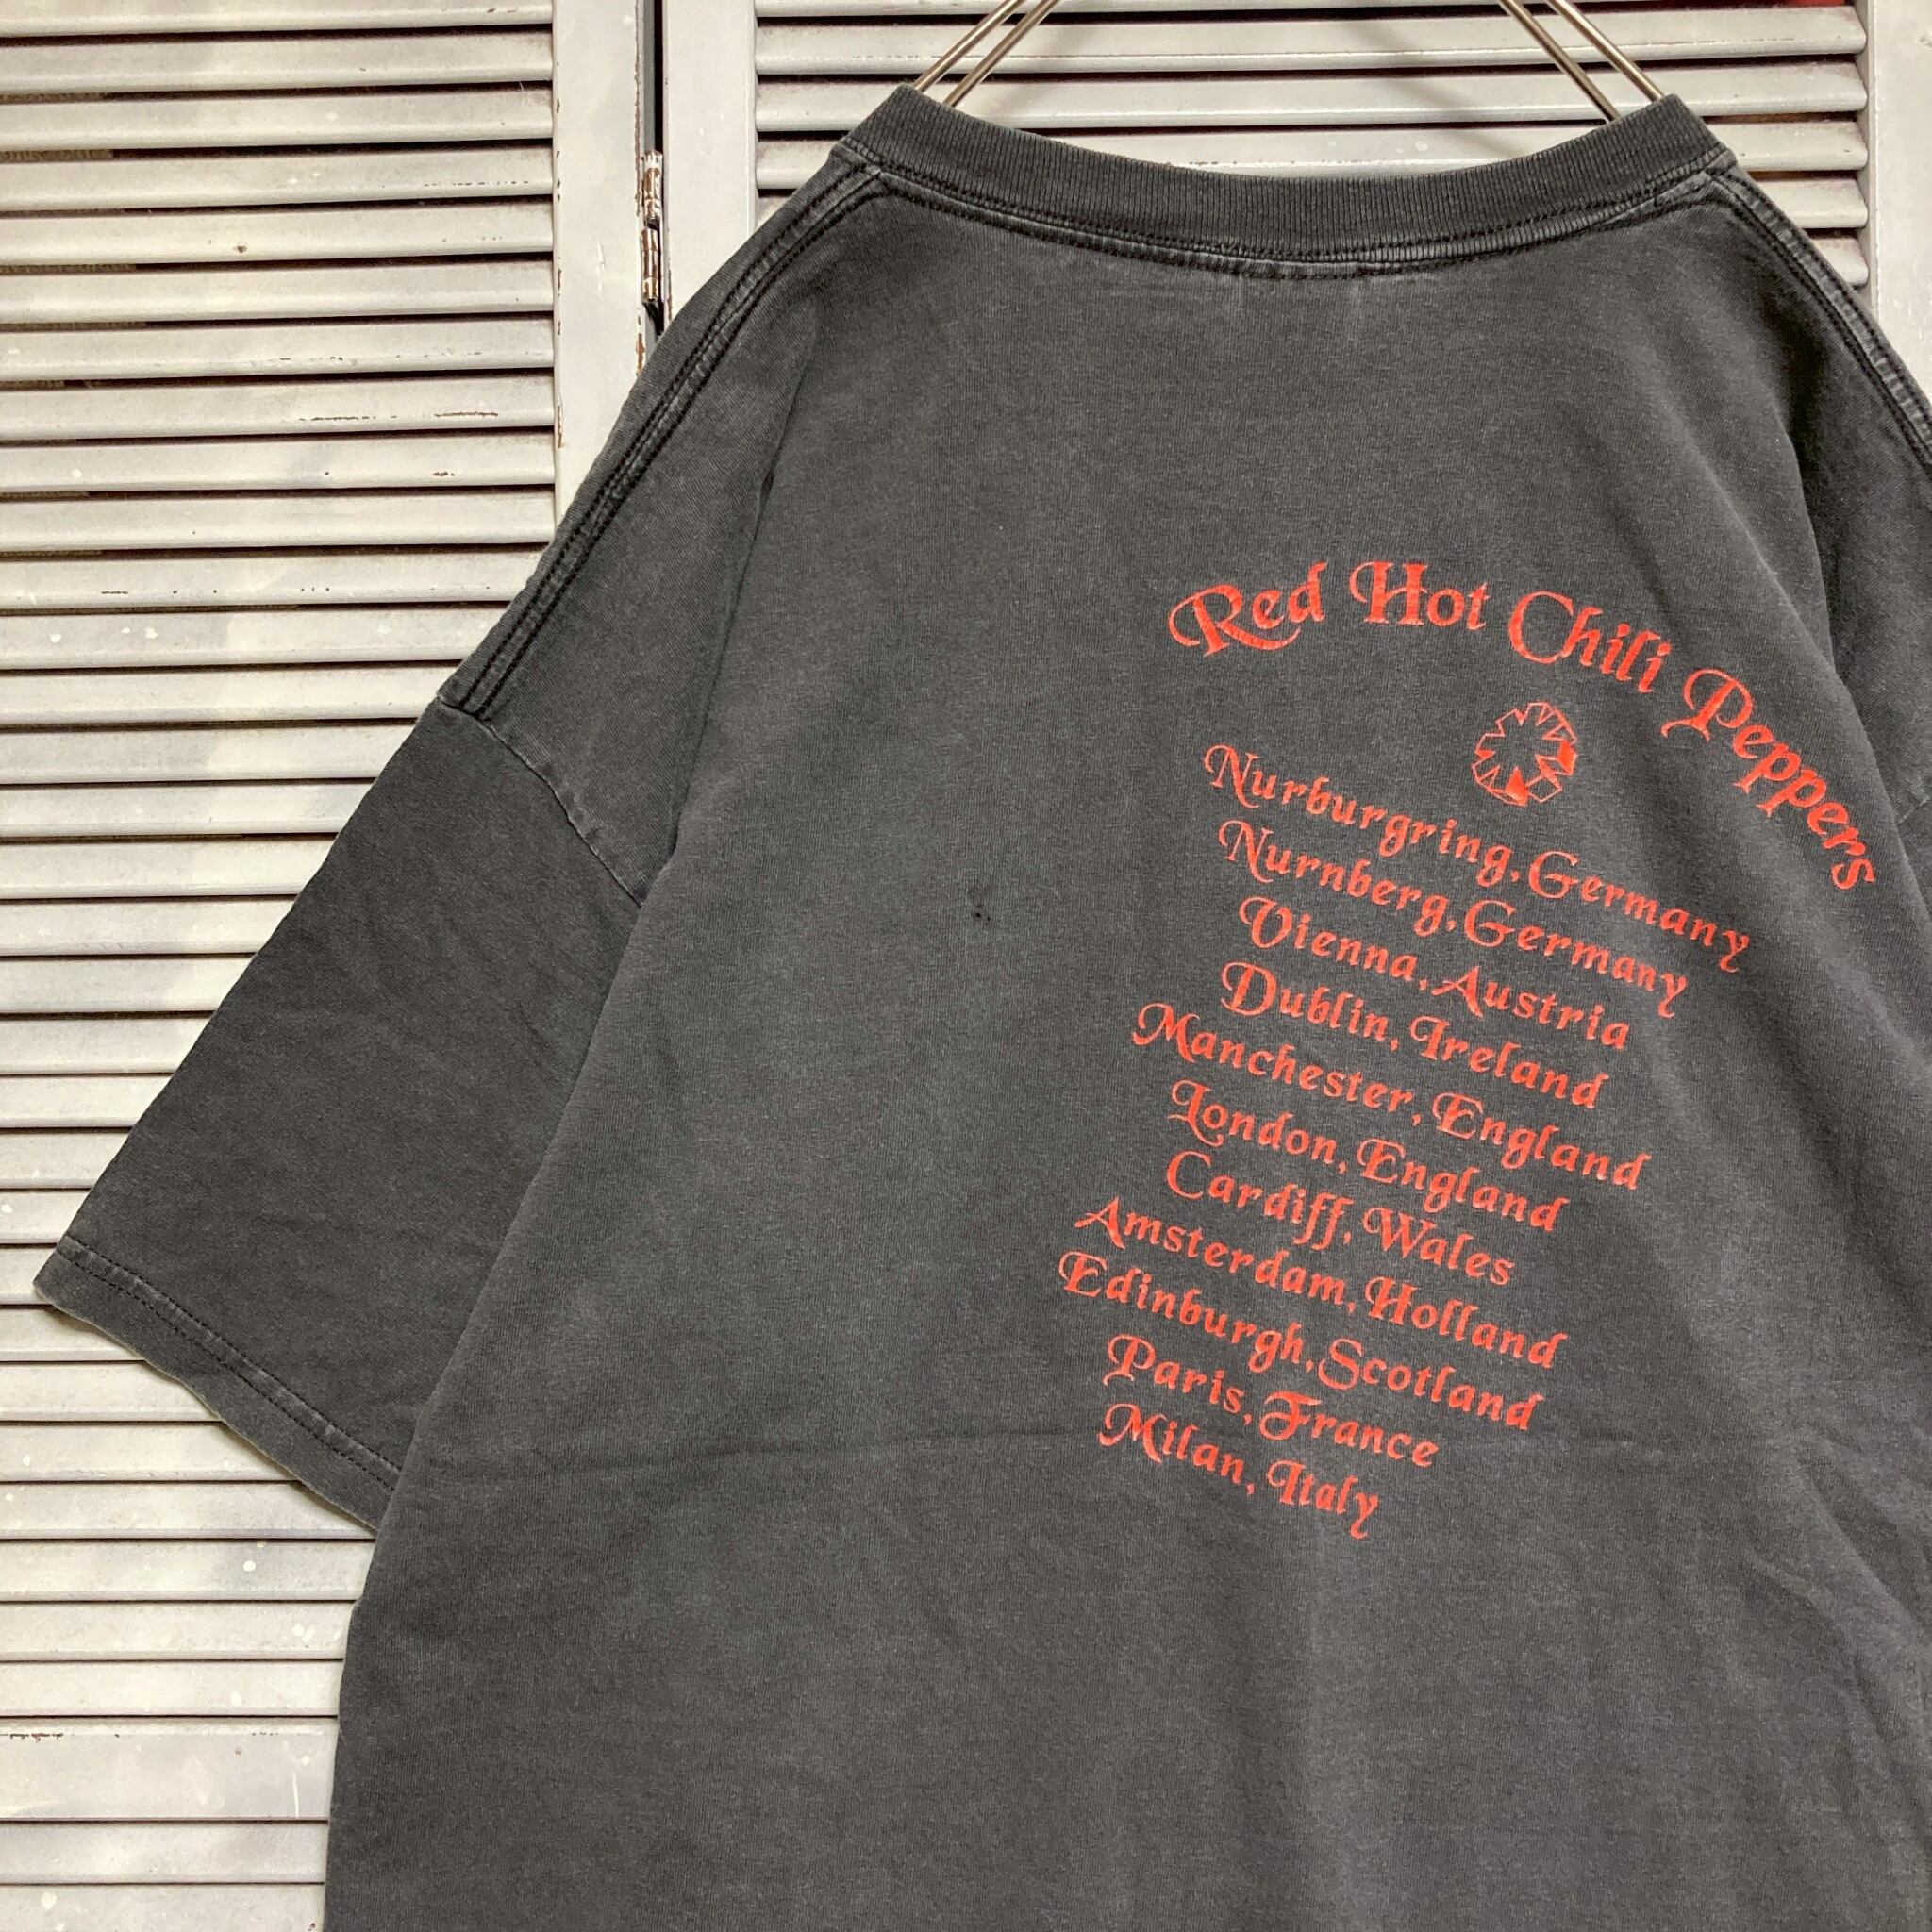 Red Hot Chili Peppers
Nurburgring, Germany
Nurnberg, Germany
Vienna, Austria
Dublin, Ireland
Manchester, England
London, England
Cardiff, Wales
Amsterdam, Holland
Edinburgh, Scotland
Paris, France
Milan, Italy